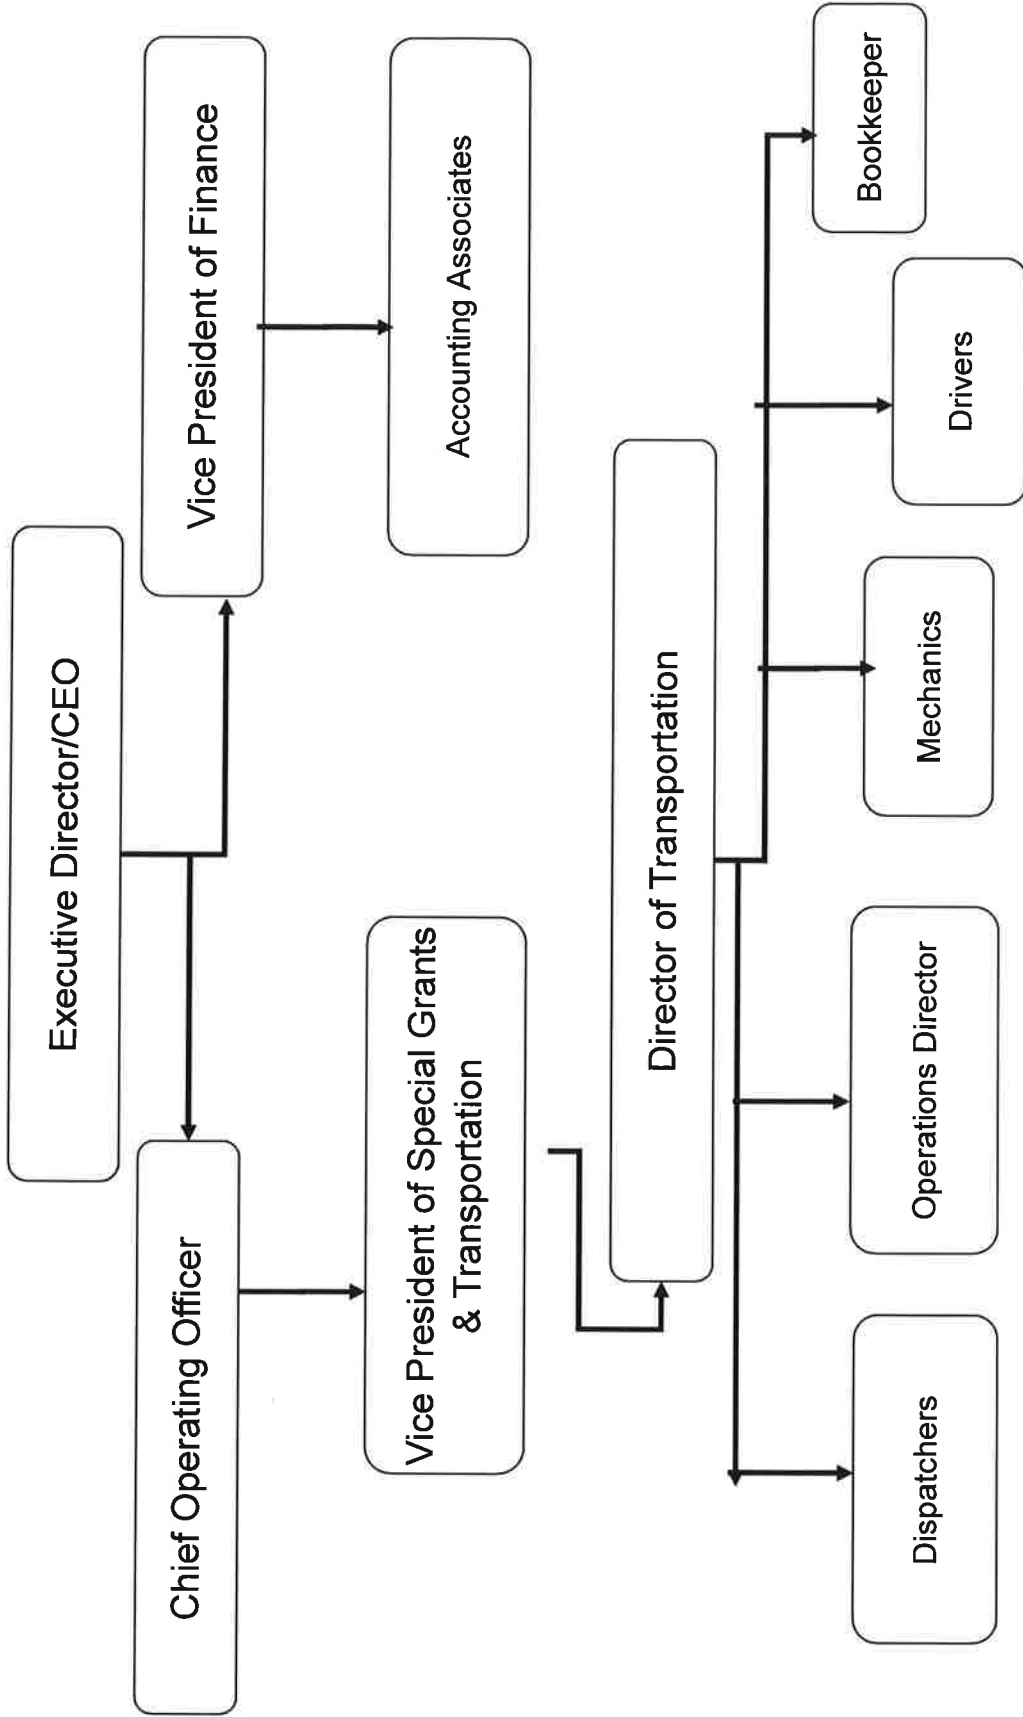 Executive Director/CEO
Chief Operating Officer
Vice President of Finance
Vice President of Special Grants
& Transportation
Accounting Associates
Director of Transportation
Dispatchers
Operations Director
Mechanics
Drivers
Bookkeeper